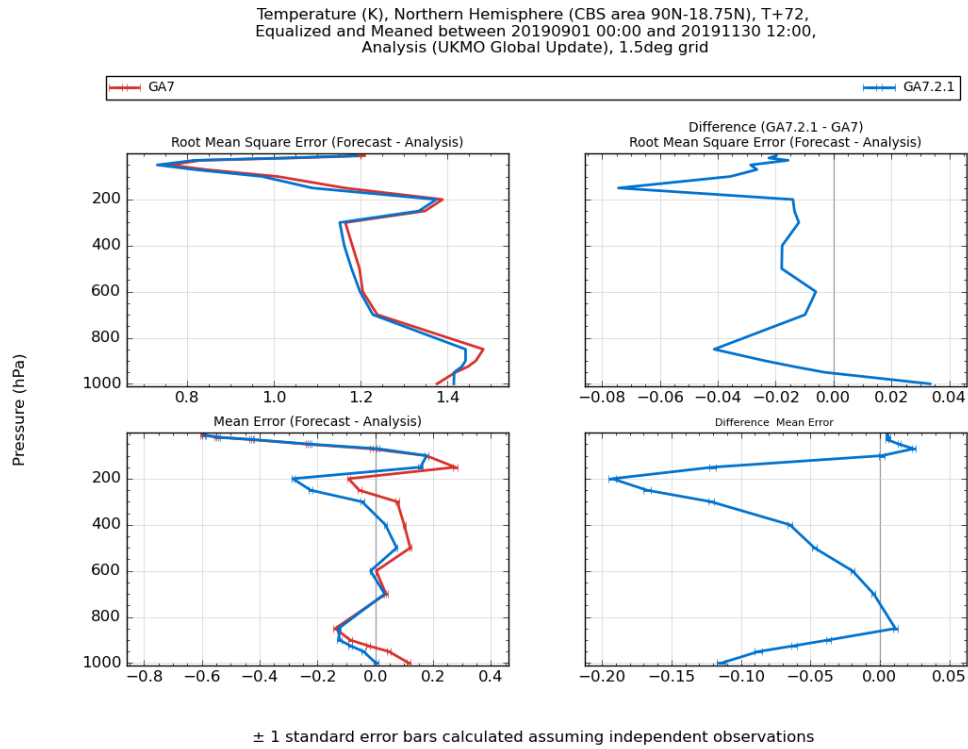 Temperature (K), Northern Hemisphere (CBS area 90N-18.75N), T+72,
Equalized and Meaned between 20190901 00:00 and 20191130 12:00,
Analysis (UKMO Global Update), 1.5deg grid
GA7
GA7.2.1
Root Mean Square Error (Forecast - Analysis)
Difference (GA7.2.1 - GA7)
Root Mean Square Error (Forecast - Analysis)
200
400
600
800
1000
0.8 1.0 1.2 1.4
−0.08 −0.06 −0.04 −0.02 0.00 0.02 0.04
Pressure (hPa)
Mean Error (Forecast - Analysis)
Difference Mean Error
200
400
600
800
1000
−0.8 −0.6 −0.4 −0.2 0.0 0.2 0.4
−0.20 −0.15 −0.10 −0.05 0.00 0.05
± 1 standard error bars calculated assuming independent observations